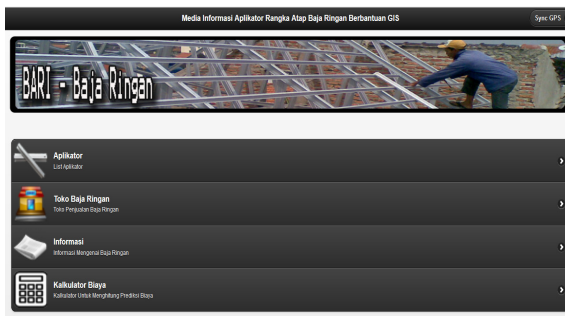 Media Informasi Aplikator Rangka Atap Baja Ringan Berbantuan GIS
Sync GPS
BARI - Baja Ringan
Aplikator
List Aplikator
Toko Baja Ringan
Toko Penjualan Baja Ringan
Informasi
Informasi Mengenai Baja Ringan
Kalkulator Biaya
Kalkulator Untuk Menghitung Prediksi Biaya